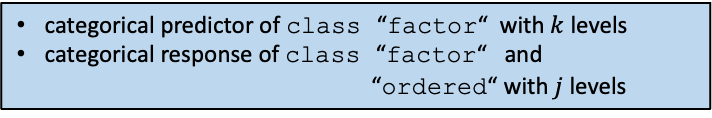 • categorical predictor of class “factor“ with k levels
• categorical response of class “factor“ and
“ordered“ with j levels